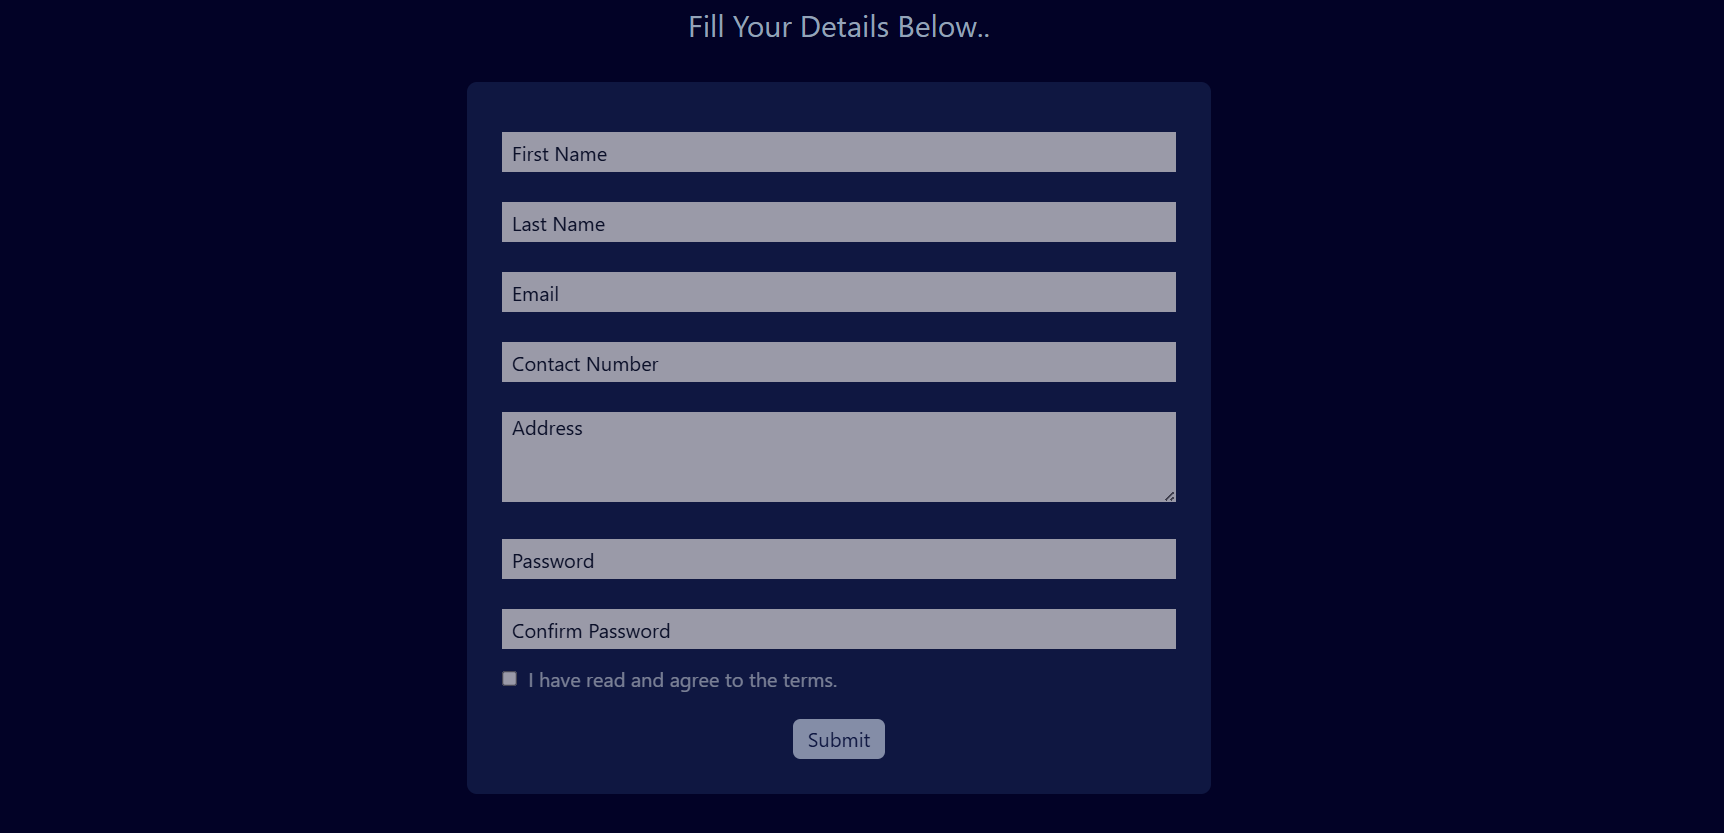 Fill Your Details Below..
First Name
Last Name
Email
Contact Number
Address
Password
Confirm Password
I have read and agree to the terms.
Submit